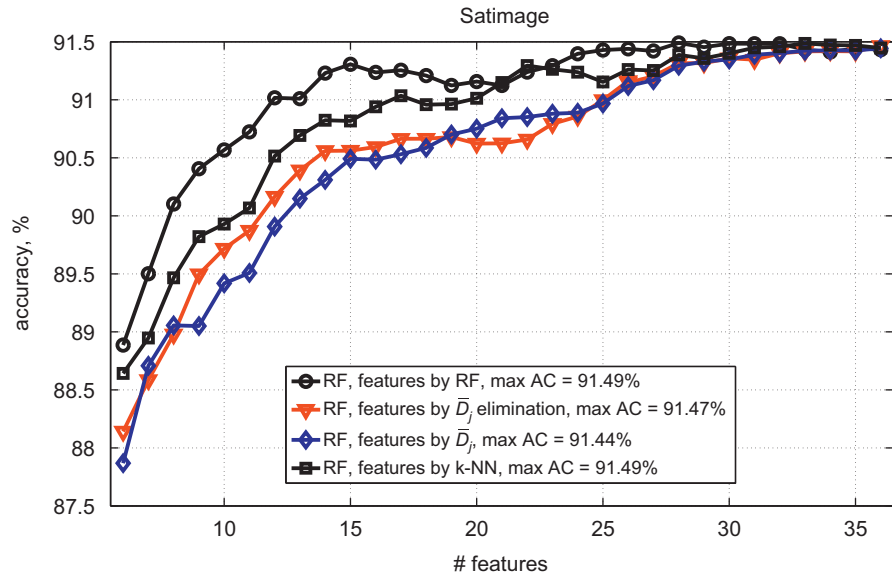 Satimage
91.5
91
90.5
90
89.5
89
88.5
88
87.5
accuracy, %
RF, features by RF, max AC = 91.49%
RF, features by D̅j elimination, max AC = 91.47%
RF, features by D̅j, max AC = 91.44%
RF, features by k-NN, max AC = 91.49%
10 15 20 25 30 35
# features